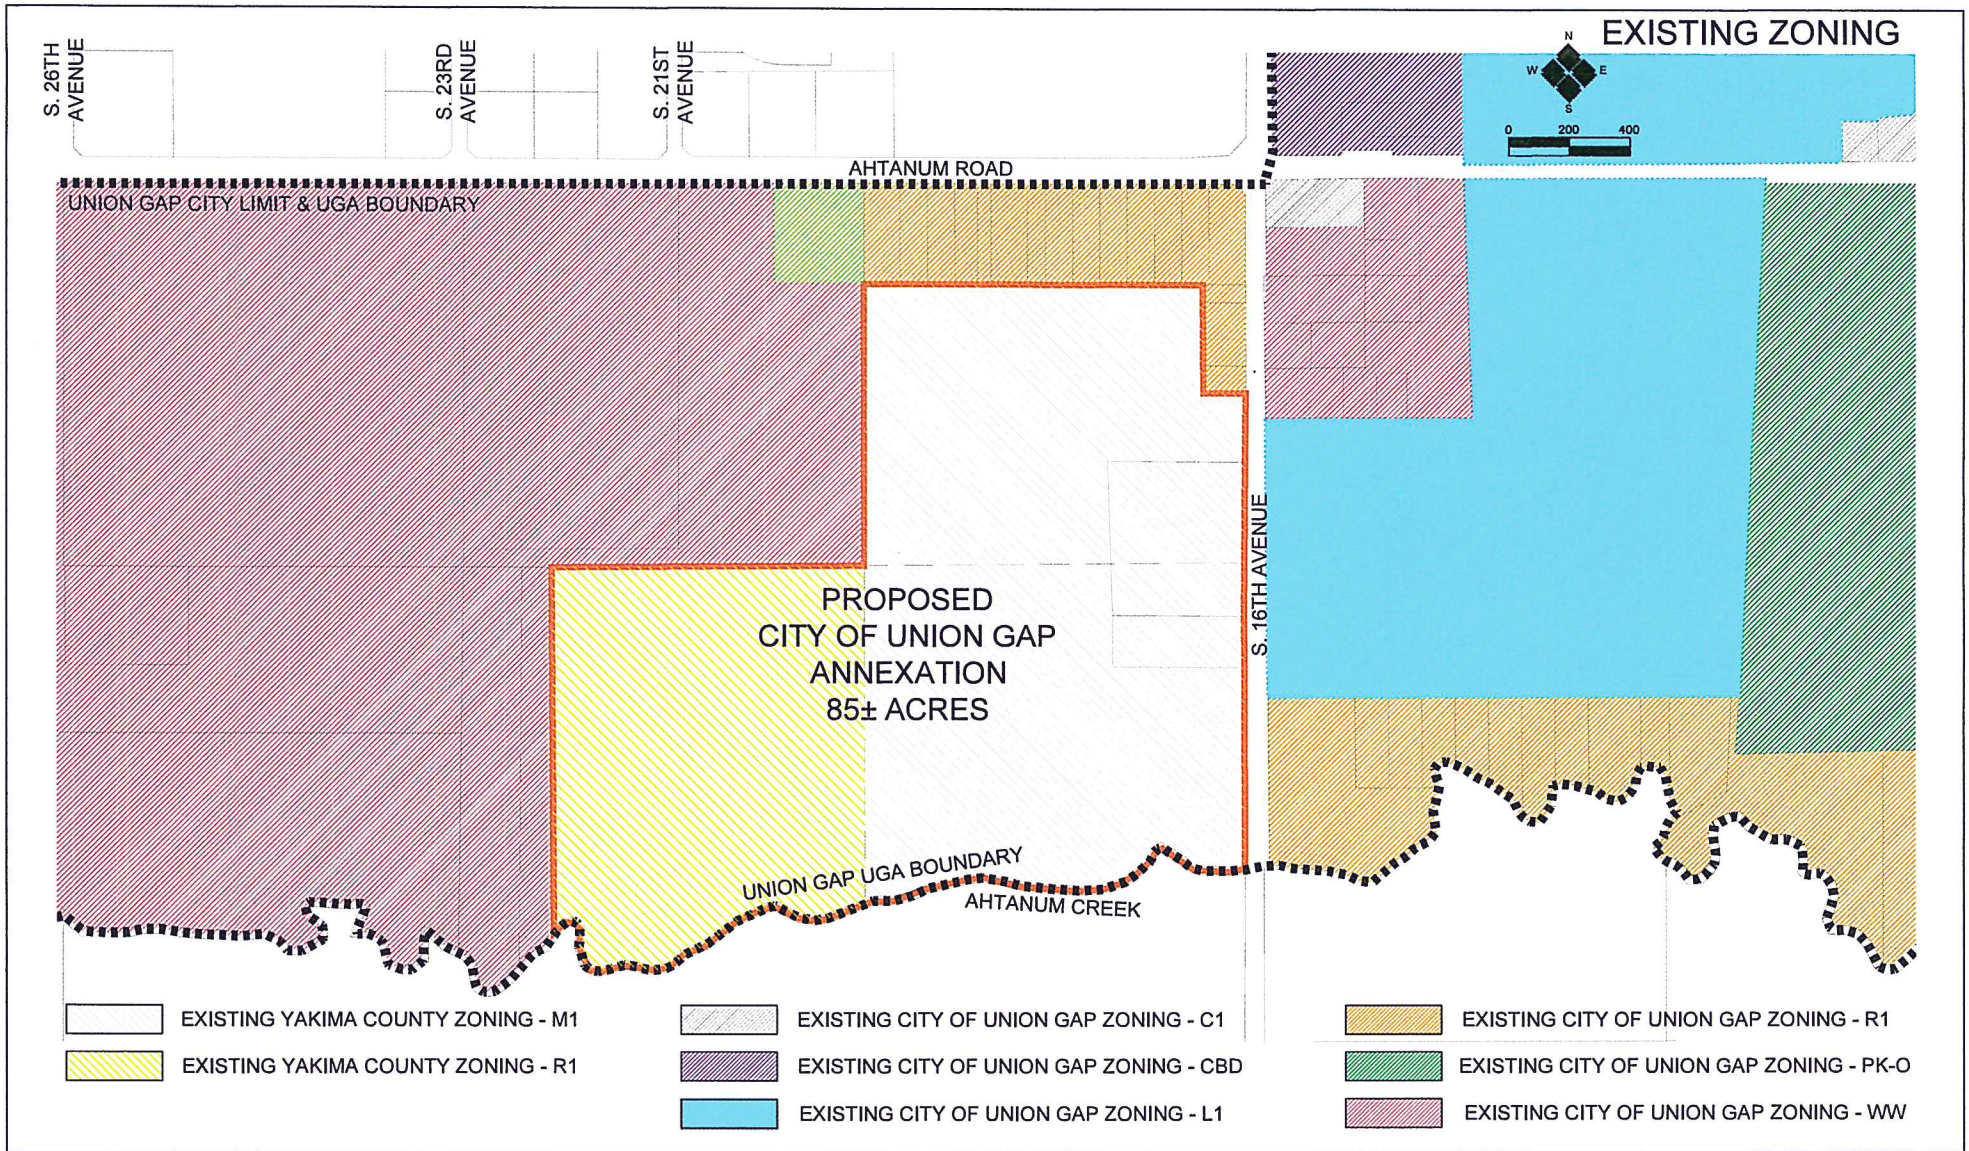 EXISTING ZONING
S. 26TH
AVENUE
S. 23RD
AVENUE
S. 21ST
AVENUE
N
W
E
S
0 200 400
AHTANUM ROAD
UNION GAP CITY LIMIT & UGA BOUNDARY
S. 16TH AVENUE
PROPOSED
CITY OF UNION GAP
ANNEXATION
85± ACRES
UNION GAP UGA BOUNDARY
AHTANUM CREEK
EXISTING YAKIMA COUNTY ZONING - M1
EXISTING YAKIMA COUNTY ZONING - R1
EXISTING CITY OF UNION GAP ZONING - C1
EXISTING CITY OF UNION GAP ZONING - CBD
EXISTING CITY OF UNION GAP ZONING - L1
EXISTING CITY OF UNION GAP ZONING - R1
EXISTING CITY OF UNION GAP ZONING - PK-O
EXISTING CITY OF UNION GAP ZONING - WW